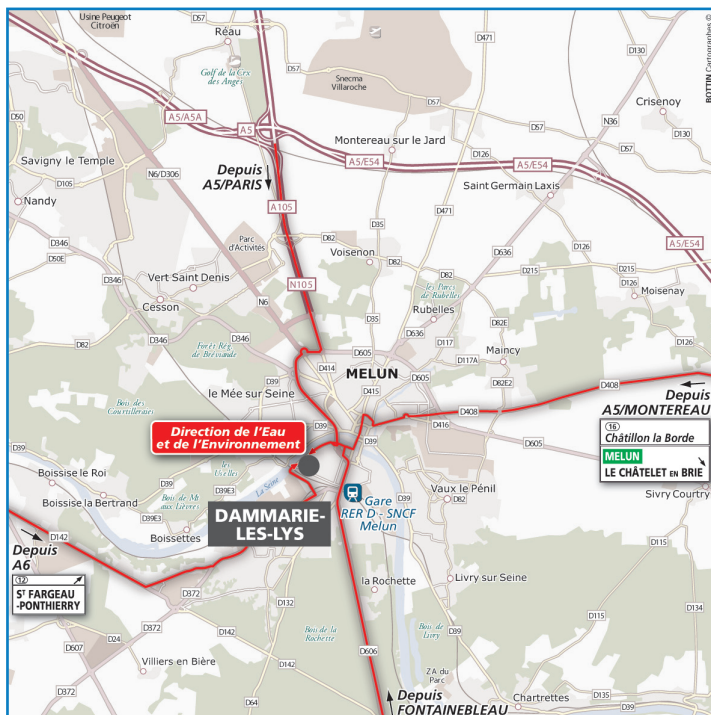 Usine Peugeot
Citroën
Réau
Golf de la Crx
des Anges
D57
D57
Snecma
Villaroche
D471
D57
D130
BOTTIN Cartographes ©
Crisenoy
D50
A5/A5A
A5
Montereau sur le Jard
N36
D57
D130
Savigny le Temple
N6/D306
Depuis
A5/PARIS
A5/E54
D126
A5/E54
D105
Saint Germain Laxis
Nandy
A105
D35
D471
D636
D126
A5/E54
D346
D50E
Parc
d'Activités
D82
Voisenon
D82
D215
D215
D346
Vert Saint Denis
N105
les Parcs
de Rubelles
Moisenay
D126
Cesson
N6
Rubelles
D82
D346
D346
D35
D636
D82E
D117
Maincy
D126
Forêt Rég.
de Bréviande
D605
D117A
D414
MELUN
D39
D415
D605
D82E2
le Mée sur Seine
D408
Depuis
A5/MONTEREAU
Bois des
Courtilleraies
D408
D416
Direction de l'Eau
et de l'Environnement
D39
D39
D605
16
Châtillon la Borde
MELUN
LE CHÂTELET EN BRIE
D39
Boissise le Roi
les
Uselles
La Seine
D39E3
Boissise la Bertrand
Gare
RER D - SNCF
Melun
Vaux le Pénil
D82
Sivry Courtry
D39E3
Boissettes
DAMMARIE-
LES-LYS
D142
Depuis
A6
12
ST FARGEAU
-PONTHIERRY
D372
D132
la Rochette
Livry sur Seine
D115
D134
D372
D24
D142
Bois de la
Rochette
Bois de
Livry
D39
D607
Villiers en Bière
D142
D606
D115
ZA du
Parc
D372
D64
Depuis
FONTAINEBLEAU
Chartrettes
D135
D39